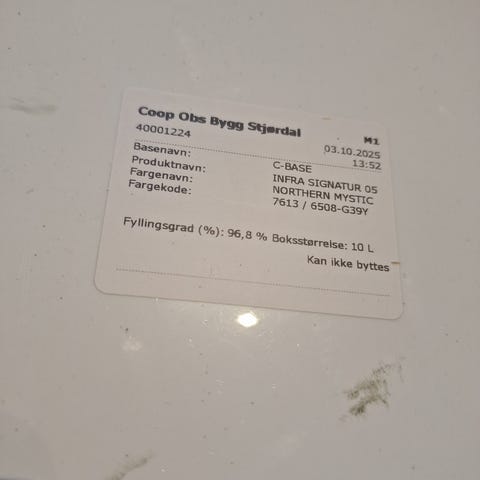 Coop Obs Bygg Stjørdal M1
40001224 03.10.2025
13:52
Basenavn: C-BASE
Produktnavn: INFRA SIGNATUR 05
Fargenavn: NORTHERN MYSTIC
Fargekode: 7613 / 6508-G39Y
Fyllingsgrad (%): 96,8 % Boksstørreise: 10 L
Kan ikke byttes